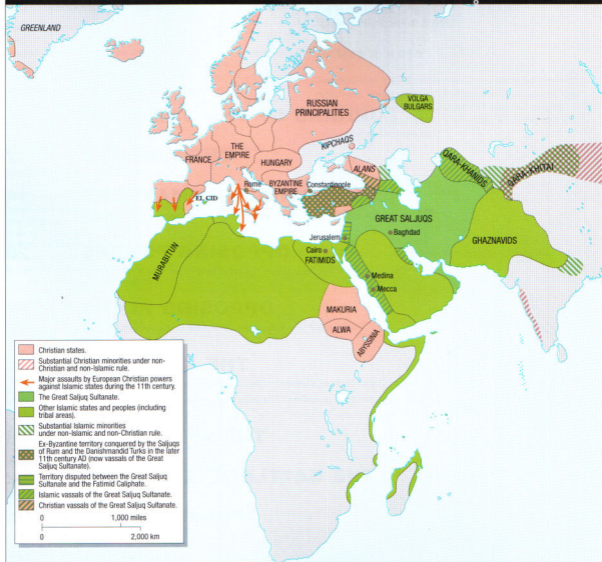 GREENLAND
RUSSIAN
PRINCIPALITIES
VOLGA
BULGARS
THE
EMPIRE
FRANCE
HUNGARY
KIPCHAQS
ALANS
QARA-KHANIDS
QARA-KHITAI
Rome
BYZANTINE
EMPIRE
Constantinople
EL CID
GREAT SALJUQS
Baghdad
GHAZNAVIDS
Jerusalem
Cairo
FATIMIDS
MURABITUN
Medina
Mecca
MAKURIA
ALWA
ABYSSINIA
Christian states.
Substantial Christian minorities under non-
Christian and non-Islamic rule.
Major assaults by European Christian powers
against Islamic states during the 11th century.
The Great Saljuq Sultanate.
Other Islamic states and peoples (including
tribal areas).
Substantial Islamic minorities
under non-Islamic and non-Christian rule.
Ex-Byzantine territory conquered by the Saljuqs
of Rum and the Danishmandid Turks in the later
11th century AD (now vassals of the Great
Saljuq Sultanate).
Territory disputed between the Great Saljuq
Sultanate and the Fatimid Caliphate.
Islamic vassals of the Great Saljuq Sultanate.
Christian vassals of the Great Saljuq Sultanate.
0 1,000 miles
0 2,000 km